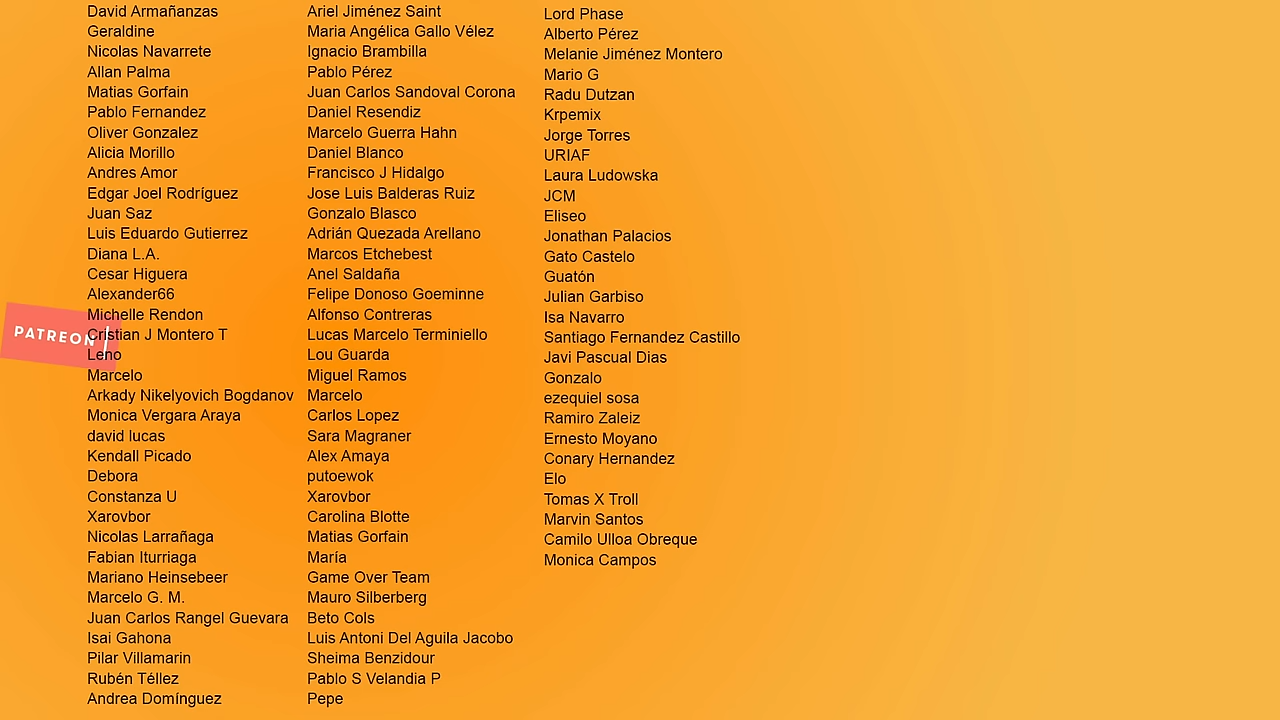 David Armañanzas
Geraldine
Nicolas Navarrete
Allan Palma
Matias Gorfain
Pablo Fernandez
Oliver Gonzalez
Alicia Morillo
Andres Amor
Edgar Joel Rodríguez
Juan Saz
Luis Eduardo Gutierrez
Diana L.A.
Cesar Higuera
Alexander66
Michelle Rendon
Cristian J Montero T
PATREON
Leno
Marcelo
Arkady Nikelyovich Bogdanov
Monica Vergara Araya
david lucas
Kendall Picado
Debora
Constanza U
Xarovbor
Nicolas Larrañaga
Fabian Iturriaga
Mariano Heinsebeer
Marcelo G. M.
Juan Carlos Rangel Guevara
Isai Gahona
Pilar Villamarin
Rubén Téllez
Andrea Domínguez
Ariel Jiménez Saint
Maria Angélica Gallo Vélez
Ignacio Brambilla
Pablo Pérez
Juan Carlos Sandoval Corona
Daniel Resendiz
Marcelo Guerra Hahn
Daniel Blanco
Francisco J Hidalgo
Jose Luis Balderas Ruiz
Gonzalo Blasco
Adrián Quezada Arellano
Marcos Etchebest
Anel Saldaña
Felipe Donoso Goeminne
Alfonso Contreras
Lucas Marcelo Terminiello
Lou Guarda
Miguel Ramos
Marcelo
Carlos Lopez
Sara Magraner
Alex Amaya
putoewok
Xarovbor
Carolina Blotte
Matias Gorfain
María
Game Over Team
Mauro Silberberg
Beto Cols
Luis Antoni Del Aguila Jacobo
Sheima Benzidour
Pablo S Velandia P
Pepe
Lord Phase
Alberto Pérez
Melanie Jiménez Montero
Mario G
Radu Dutzan
Krpemix
Jorge Torres
URIAF
Laura Ludowska
JCM
Eliseo
Jonathan Palacios
Gato Castelo
Guatón
Julian Garbiso
Isa Navarro
Santiago Fernandez Castillo
Javi Pascual Dias
Gonzalo
ezequiel sosa
Ramiro Zaleiz
Ernesto Moyano
Conary Hernandez
Elo
Tomas X Troll
Marvin Santos
Camilo Ulloa Obreque
Monica Campos